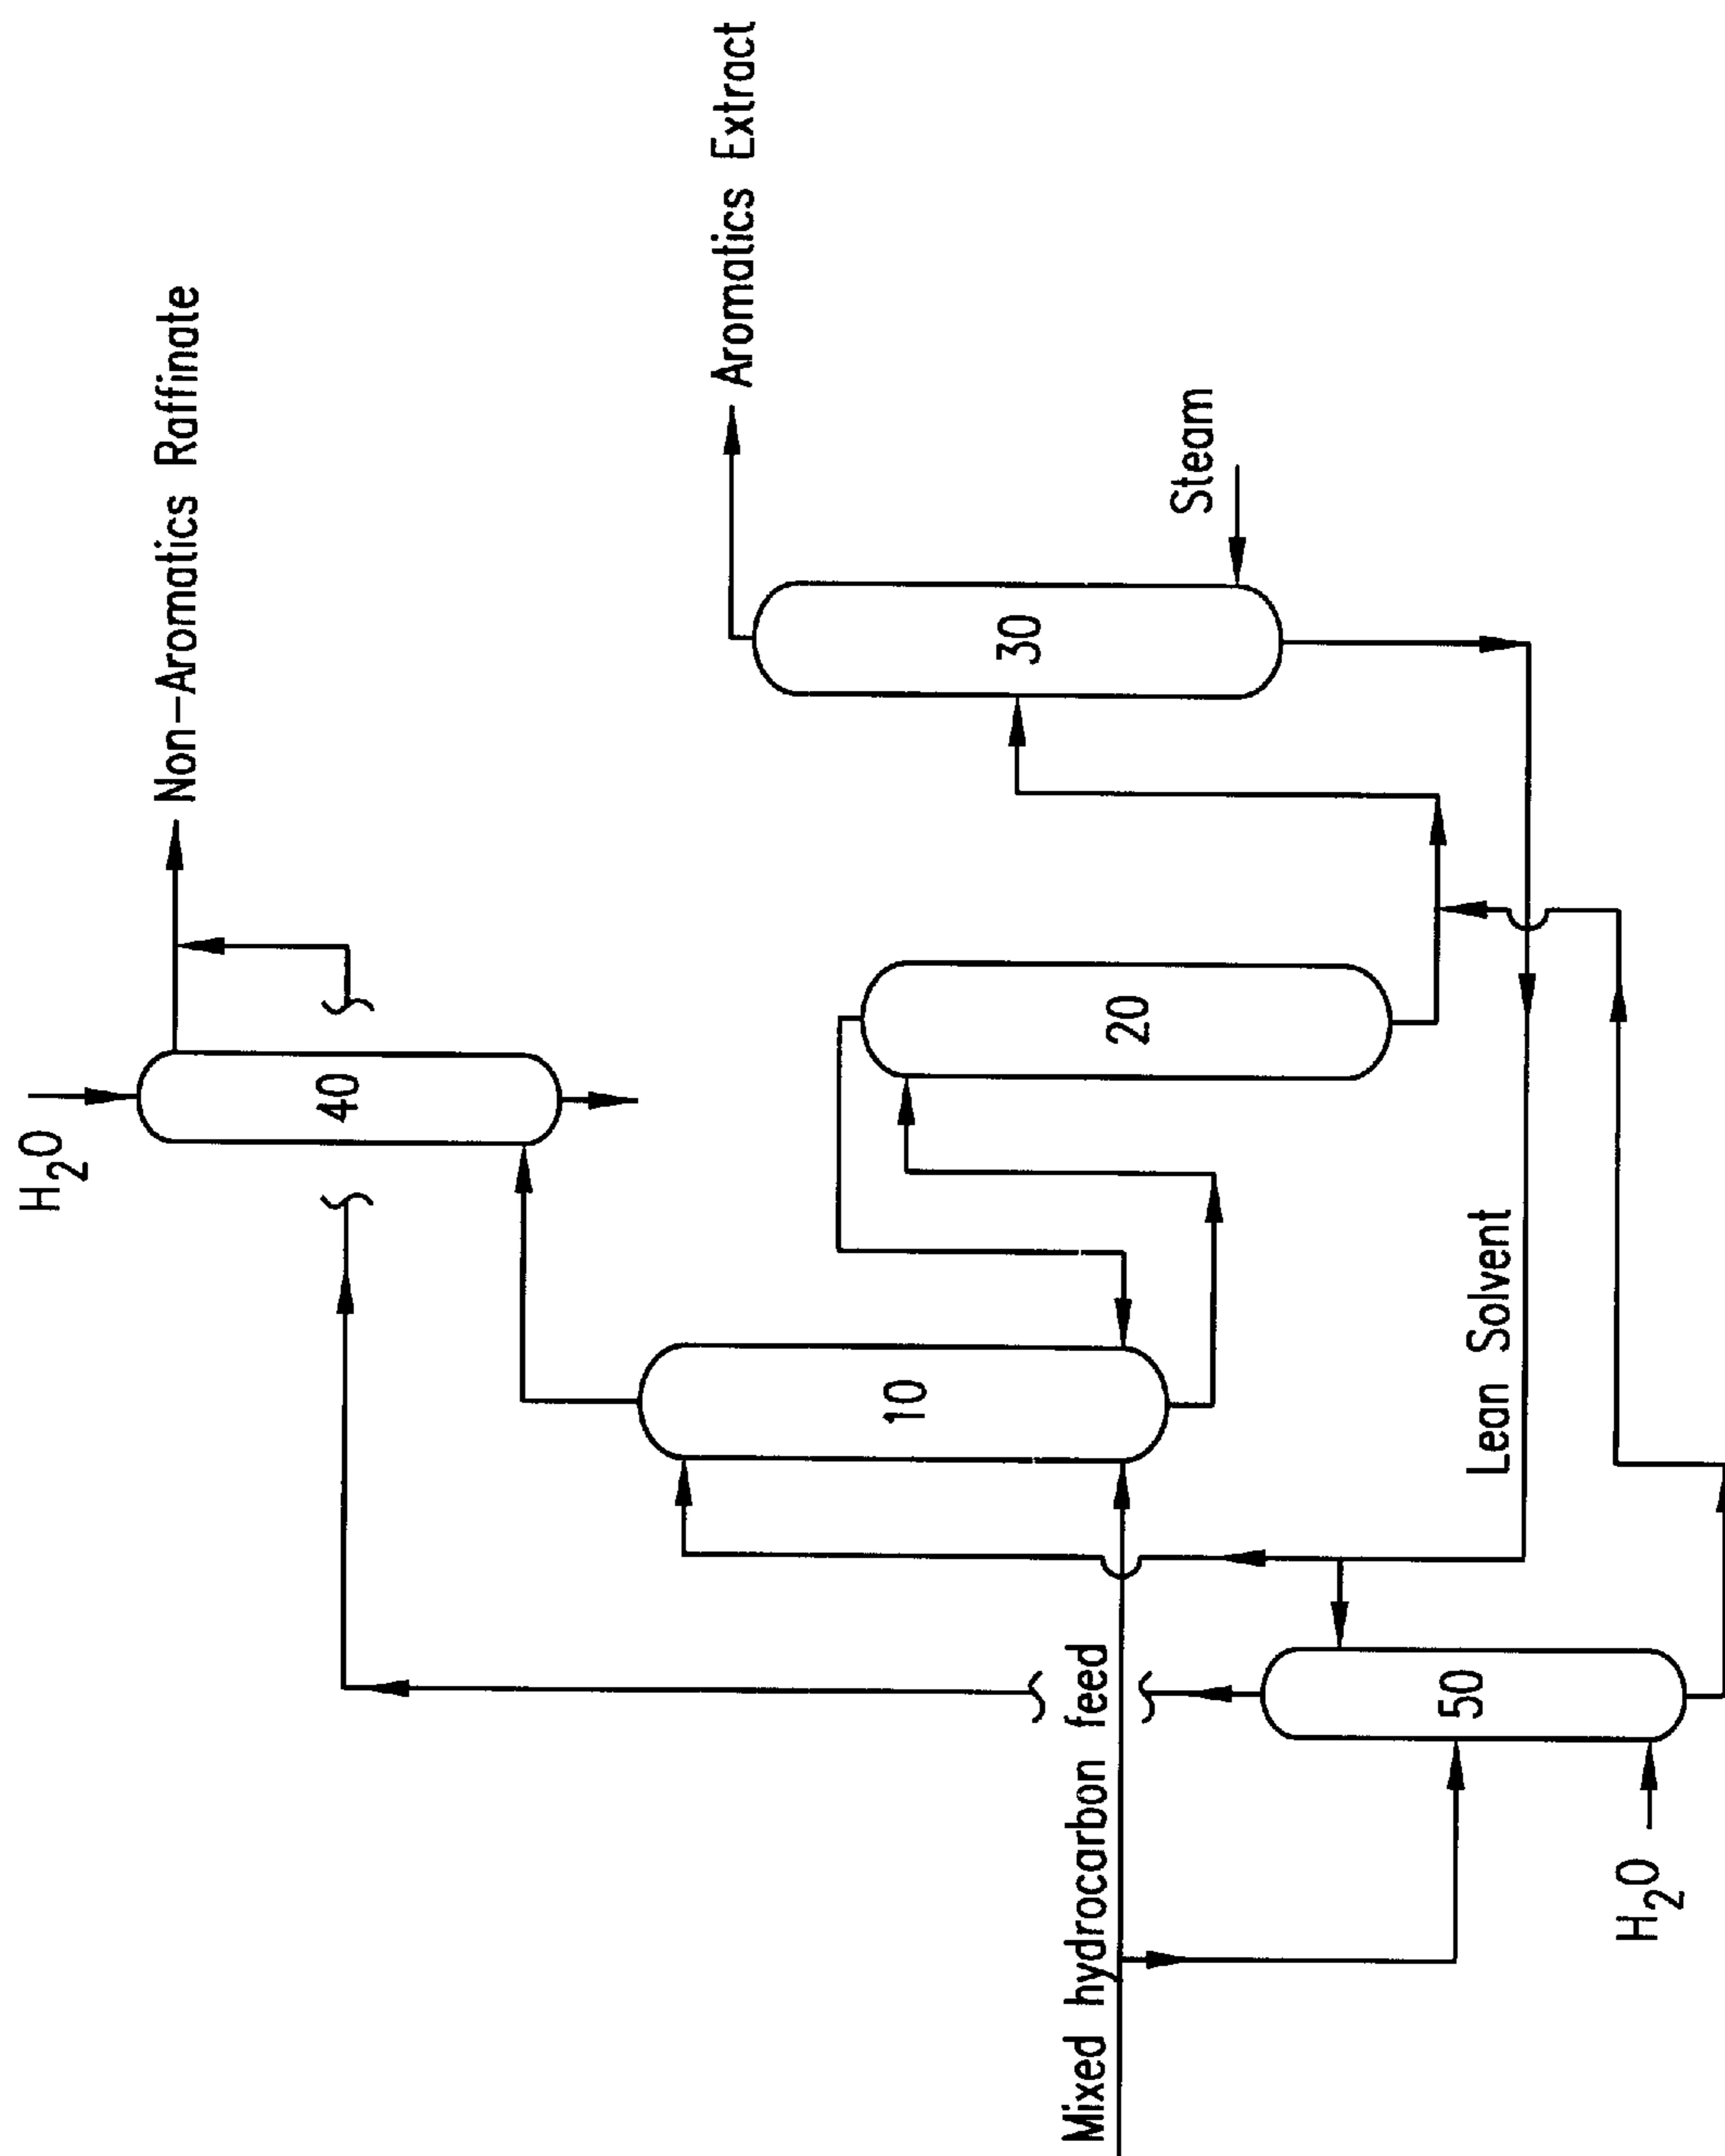 H₂O
Non-Aromatics Raffinate
40
Aromatics Extract
10
20
30
Steam
Mixed hydrocarbon feed
Lean Solvent
50
H₂O